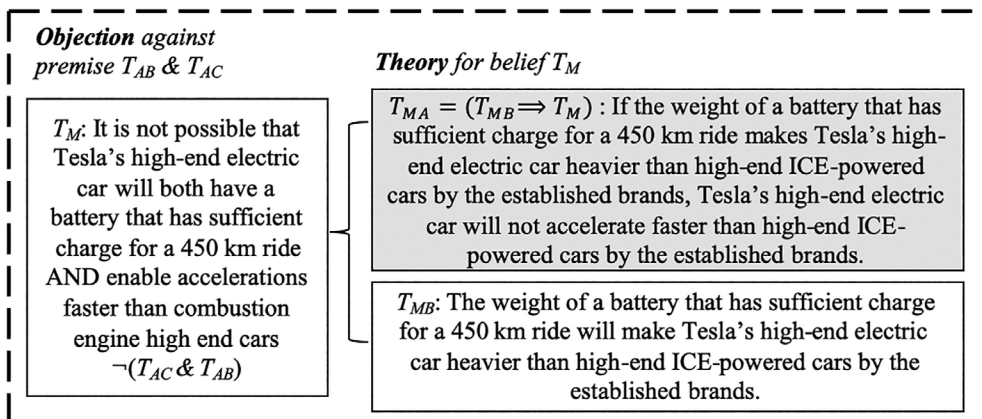 Objection against
premise T_AB & T_AC
Theory for belief T_M
T_M: It is not possible that
Tesla's high-end electric
car will both have a
battery that has sufficient
charge for a 450 km ride
AND enable accelerations
faster than combustion
engine high end cars
¬(T_AC & T_AB)
T_MA = (T_MB ⟹ T_M) : If the weight of a battery that has
sufficient charge for a 450 km ride makes Tesla's high-
end electric car heavier than high-end ICE-powered
cars by the established brands, Tesla's high-end electric
car will not accelerate faster than high-end ICE-
powered cars by the established brands.
T_MB: The weight of a battery that has sufficient charge
for a 450 km ride will make Tesla's high-end electric
car heavier than high-end ICE-powered cars by the
established brands.